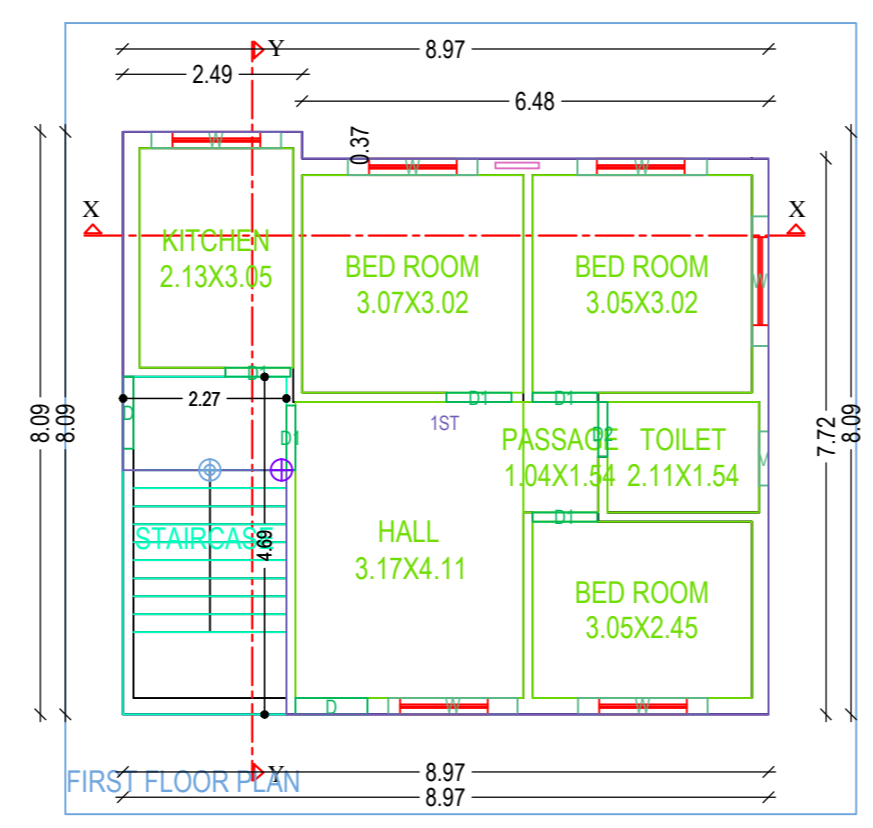 Y
8.97
2.49
6.48
W
0.37
W
W
X
X
KITCHEN
2.13X3.05
BED ROOM
3.07X3.02
BED ROOM
3.05X3.02
W
D1
2.27
D
D1
D1
D1
1ST
PASSAGE
1.04X1.54
D2
TOILET
2.11X1.54
8.09
8.09
7.72
8.09
STAIRCASE
4.69
HALL
3.17X4.11
D1
BED ROOM
3.05X2.45
D
W
W
Y
8.97
FIRST FLOOR PLAN
8.97